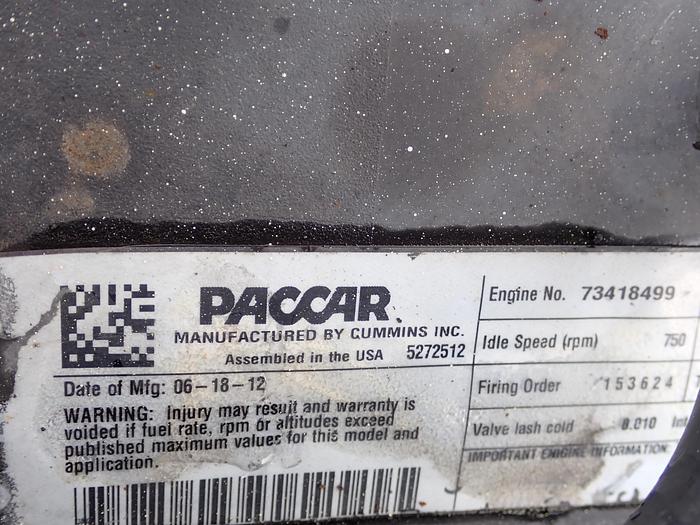 PACCAR
MANUFACTURED BY CUMMINS INC.
Assembled in the USA 5272512
Date of Mfg: 06-18-12
WARNING: Injury may result and warranty is
voided if fuel rate, rpm or altitudes exceed
published maximum values for this model and
application.
Engine No. 73418499
Idle Speed (rpm) 750
Firing Order 153624
Valve lash cold 0.010 Int
IMPORTANT ENGINE INFORMATION